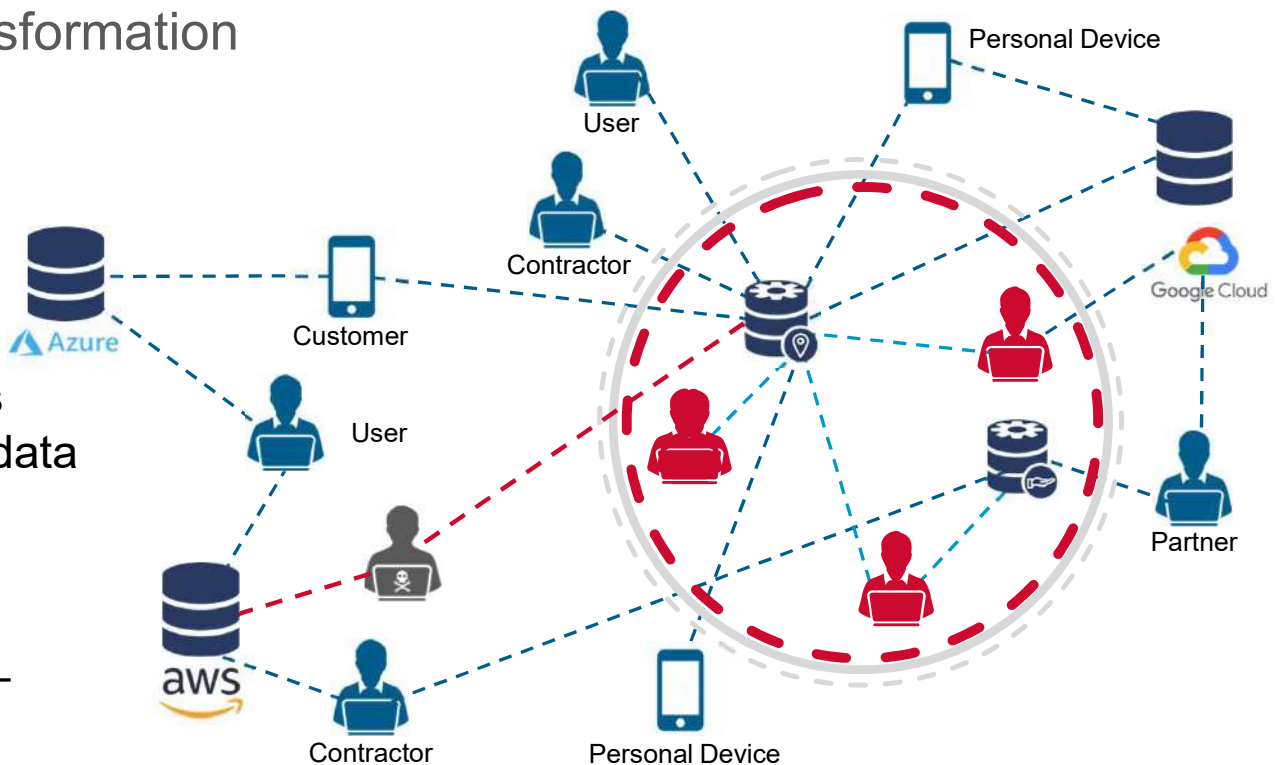 sformation
Personal Device
User
Contractor
Google Cloud
Customer
Azure
s
data
User
Partner
aws
–
Contractor
Personal Device